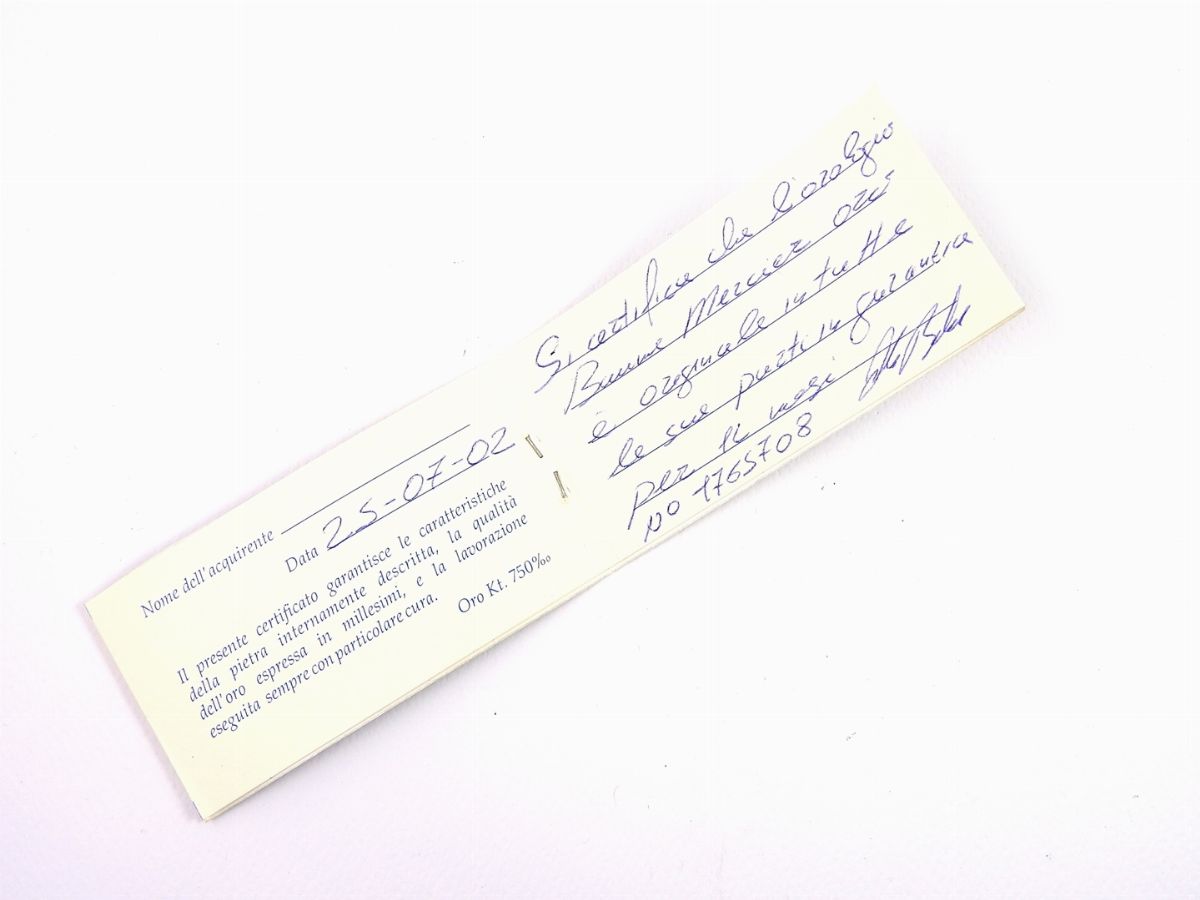 Nome dell'acquirente
Data 25-07-02
Il presente certificato garantisce le caratteristiche
della pietra internamente descritta, la qualità
dell'oro espressa in millesimi, e la lavorazione
eseguita sempre con particolare cura.
Oro Kt. 750‰
Si certifica che l'orologio
Baume Mercier oro
è originale in tutte
le sue parti in garanzia
per 12 mesi
No 1765708